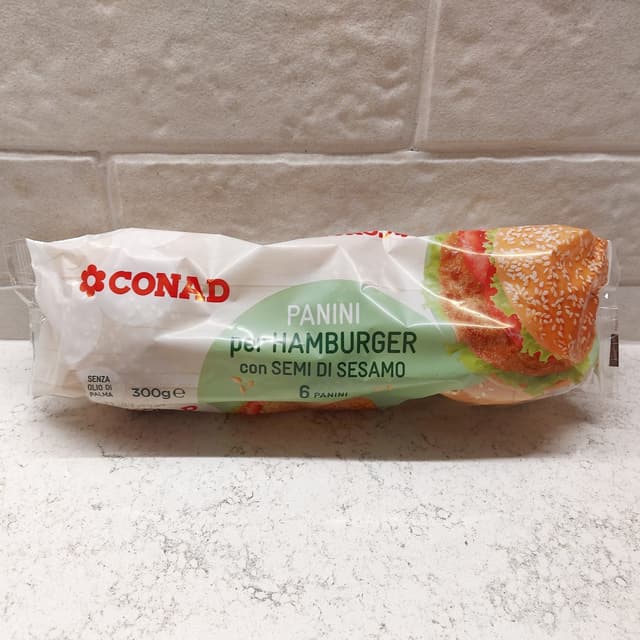 CONAD
PANINI
per HAMBURGER
con SEMI DI SESAMO
6 PANINI
SENZA
OLIO DI
PALMA
300g℮